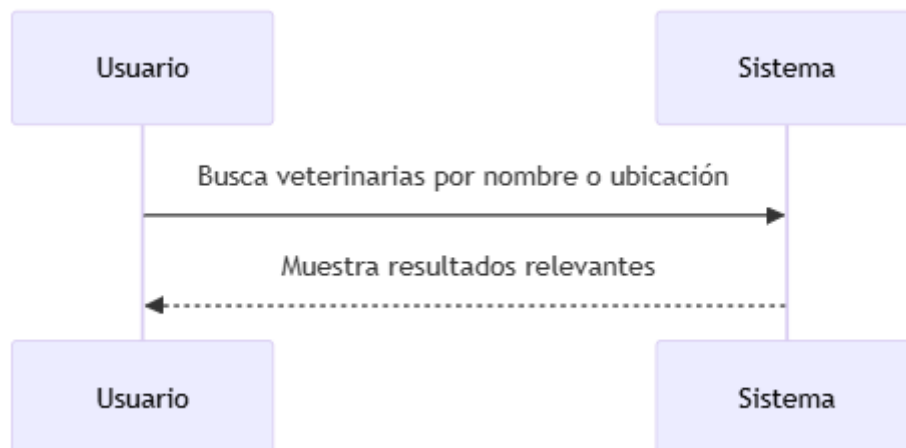 Usuario
Sistema
Busca veterinarias por nombre o ubicación
Muestra resultados relevantes
Usuario
Sistema